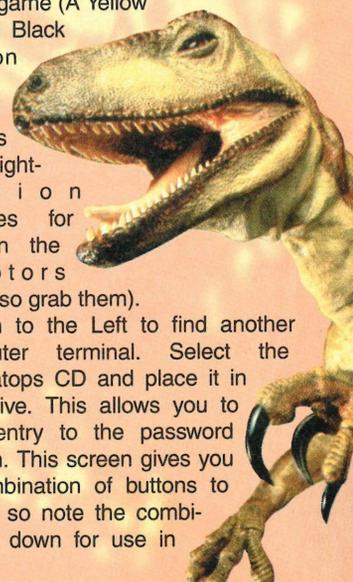 game (A Yellow
Black
on
s
ight-
i o n
es for
n the
otors
so grab them).
n to the Left to find another
uter terminal. Select the
atops CD and place it in
ive. This allows you to
entry to the password
n. This screen gives you
mbination of buttons to
so note the combi-
down for use in